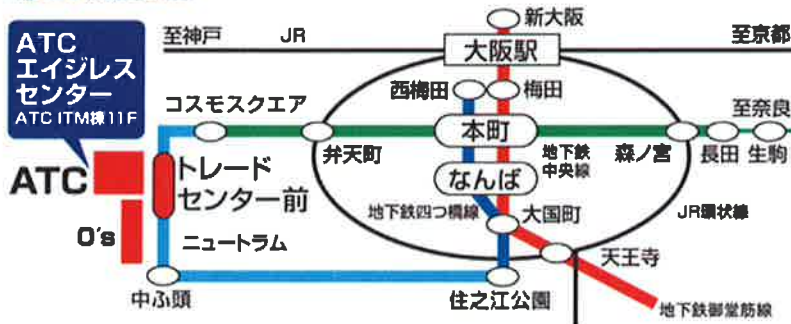 新大阪
至神戸
JR
大阪駅
至京都
ATC
エイジレス
センター
ATC ITM棟11F
西梅田
梅田
コスモスクエア
至奈良
本町
弁天町
地下鉄
中央線
森ノ宮
長田
生駒
ATC
トレード
センター前
なんば
地下鉄四つ橋線
大国町
JR環状線
O's
ニュートラム
天王寺
中ふ頭
住之江公園
地下鉄御堂筋線